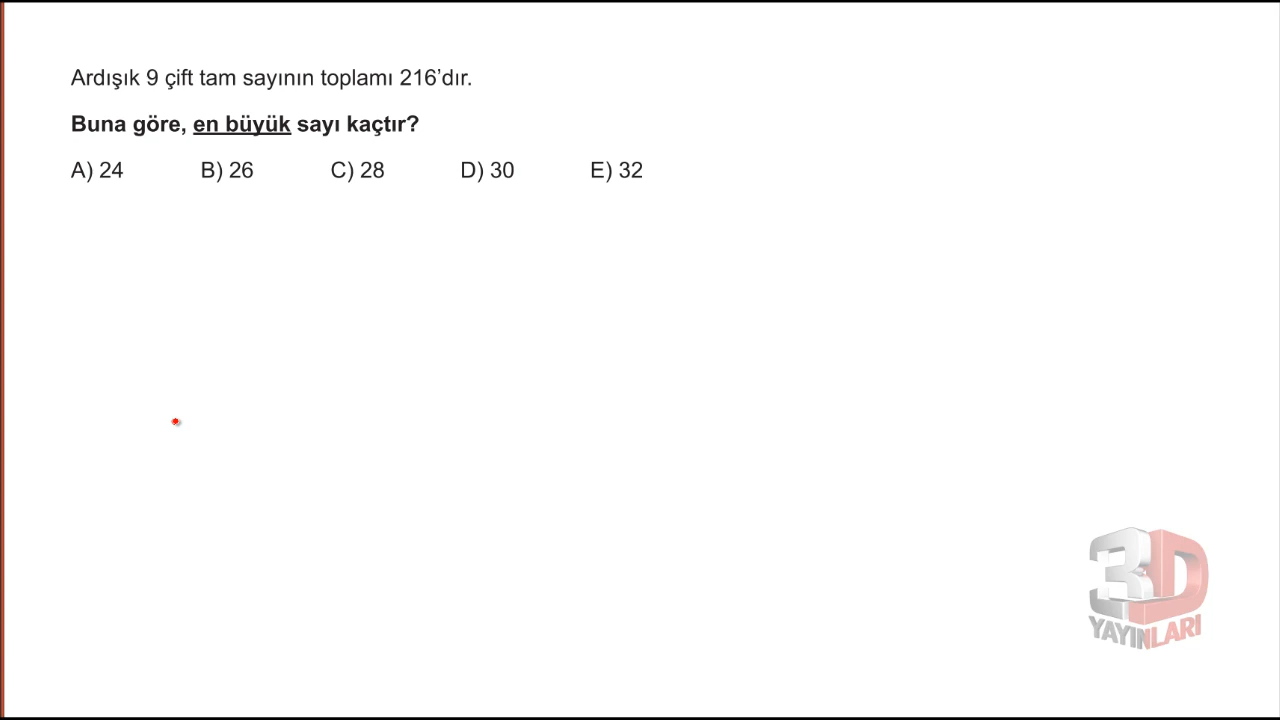 Ardışık 9 çift tam sayının toplamı 216’dır.
Buna göre, en büyük sayı kaçtır?
A) 24 B) 26 C) 28 D) 30 E) 32
3D
YAYINLARI